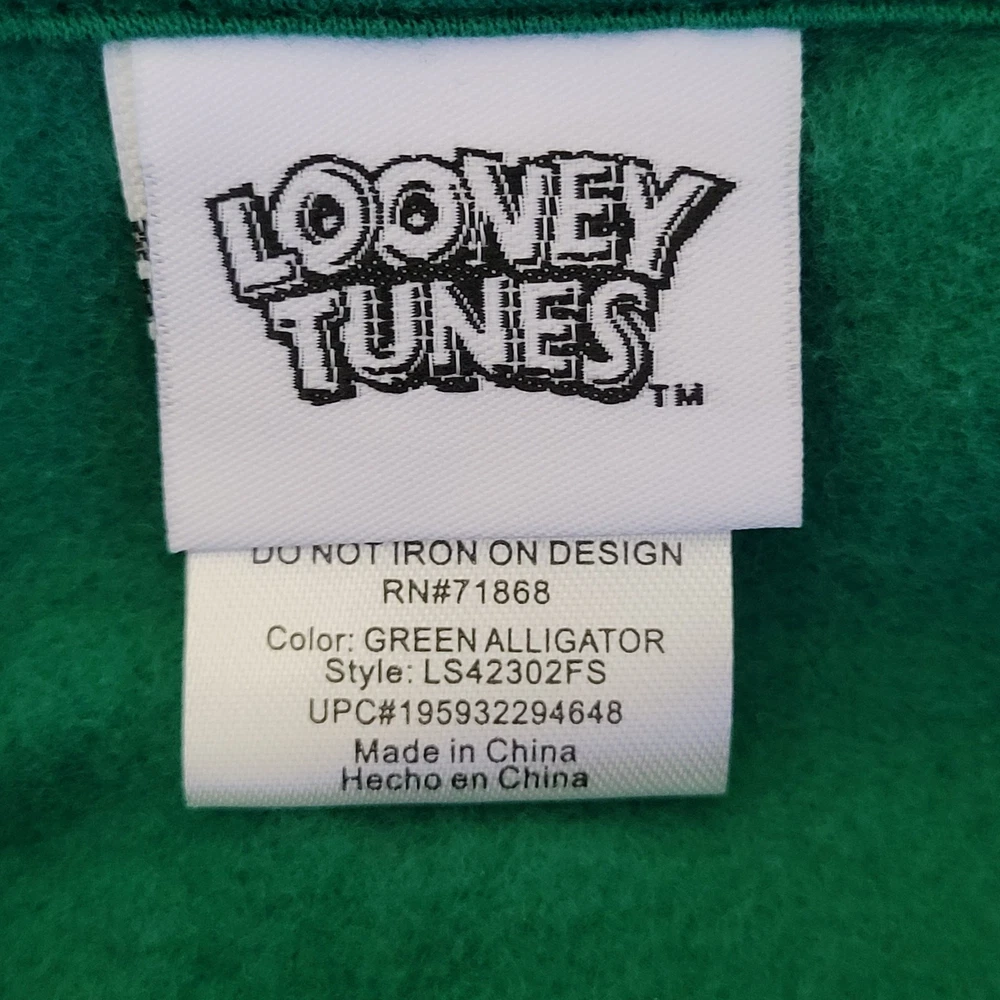 LOONEY
TUNES TM
DO NOT IRON ON DESIGN
RN#71868
Color: GREEN ALLIGATOR
Style: LS42302FS
UPC#195932294648
Made in China
Hecho en China